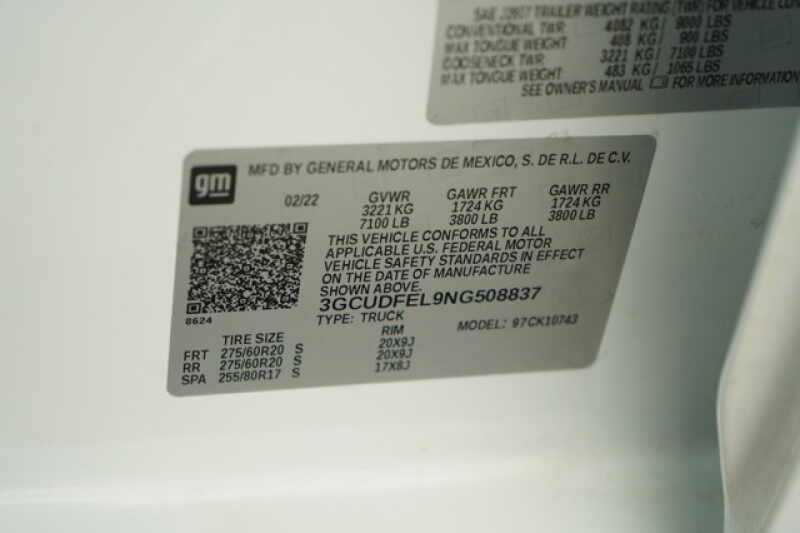 SAE J2807 TRAILER WEIGHT RATING (TWR) FOR VEHICLE
CONVENTIONAL TWR: 4082 KG/ 9000 LBS
MAX TONGUE WEIGHT 408 KG/ 900 LBS
GOOSENECK TWR: 3221 KG/ 7100 LBS
MAX TONGUE WEIGHT 483 KG/ 1065 LBS
SEE OWNER'S MANUAL FOR MORE INFORMATION
gm
MFD BY GENERAL MOTORS DE MEXICO, S. DE R.L. DE C.V.
02/22 GVWR GAWR FRT GAWR RR
3221 KG 1724 KG 1724 KG
7100 LB 3800 LB 3800 LB
THIS VEHICLE CONFORMS TO ALL
APPLICABLE U.S. FEDERAL MOTOR
VEHICLE SAFETY STANDARDS IN EFFECT
ON THE DATE OF MANUFACTURE
SHOWN ABOVE.
3GCUDFEL9NG508837
8624
TYPE: TRUCK MODEL: 97CK10743
TIRE SIZE RIM
FRT 275/60R20 S 20X9J
RR 275/60R20 S 20X9J
SPA 255/80R17 S 17X8J